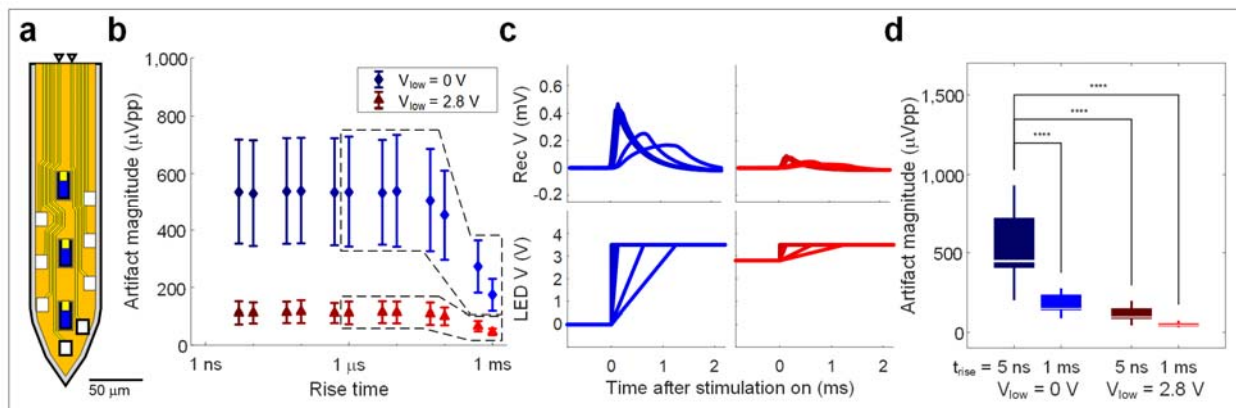 a
50 μm
b
1,000
800
600
400
200
0
Artifact magnitude (μVpp)
V_low = 0 V
V_low = 2.8 V
1 ns
1 μs
1 ms
Rise time
c
0.6
0.4
0.2
0
-0.2
Rec V (mV)
4
3
2
1
0
LED V (V)
0 1 2
0 1 2
Time after stimulation on (ms)
d
1,500
1,000
500
0
Artifact magnitude (μVpp)
****
****
****
t_rise = 5 ns 1 ms 5 ns 1 ms
V_low = 0 V V_low = 2.8 V